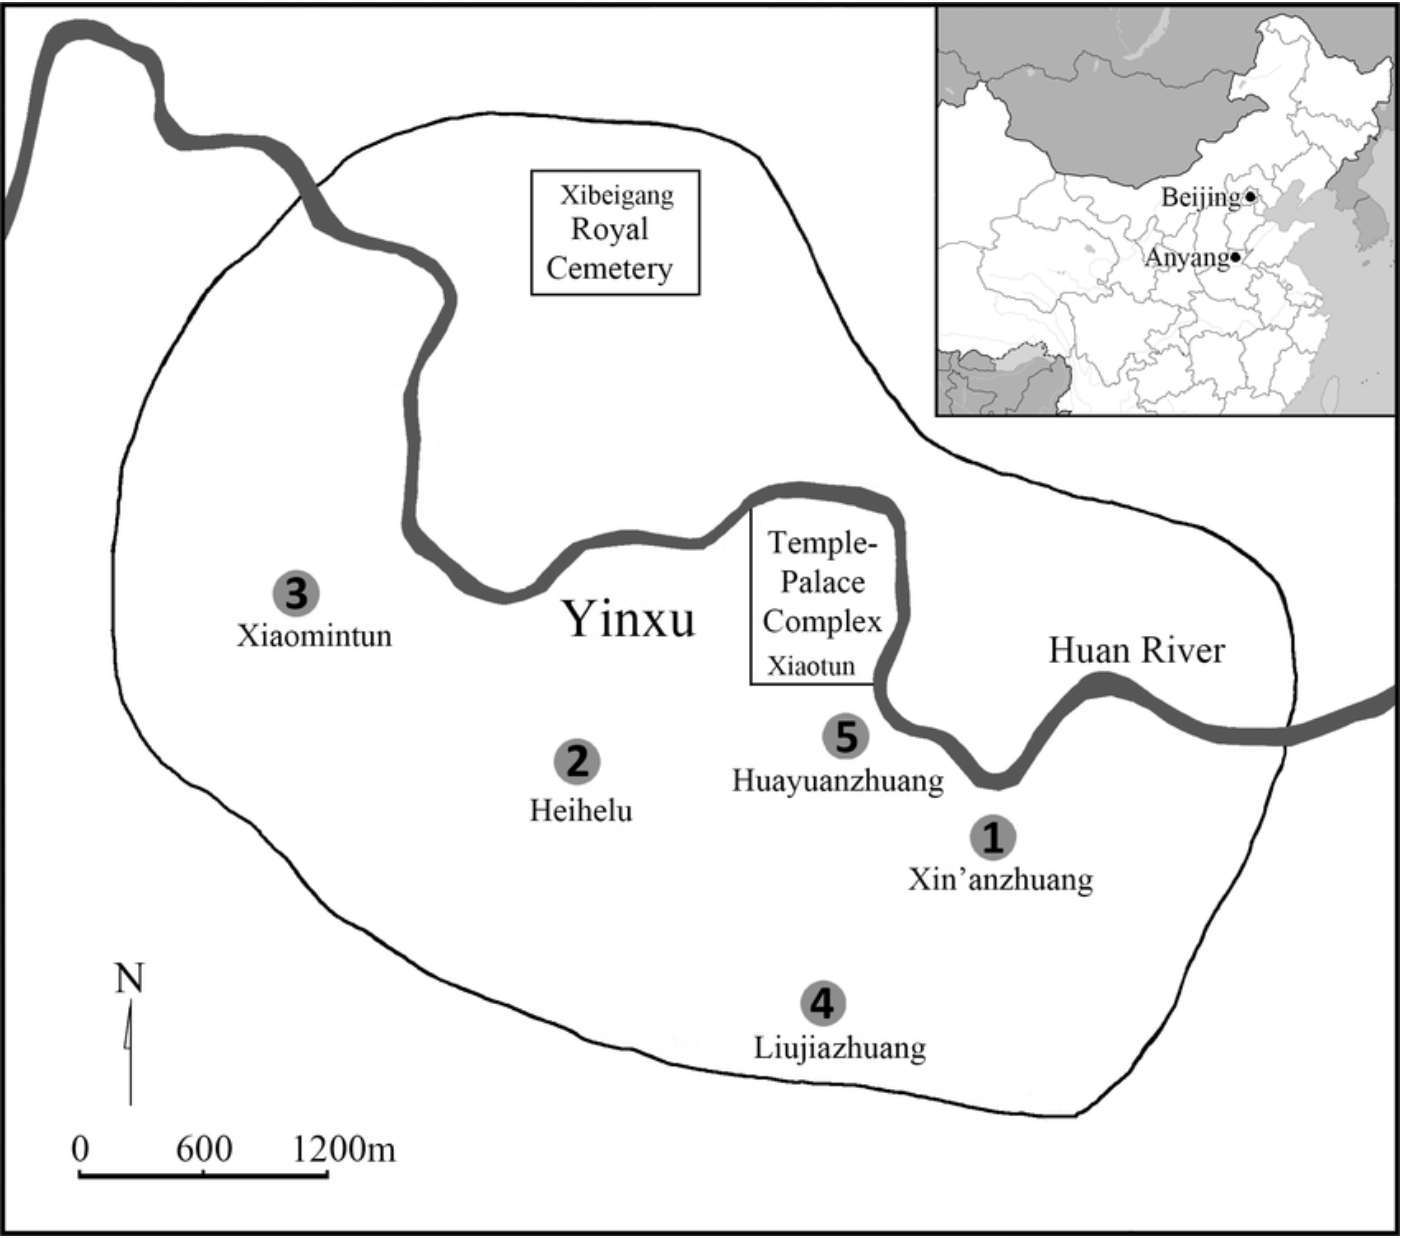 Xibeigang
Royal
Cemetery
Beijing
Anyang
Temple-
Palace
Complex
Xiaotun
3
Xiaomintun
Yinxu
Huan River
5
Huayuanzhuang
2
Heihelu
1
Xin’anzhuang
4
Liujiazhuang
N
0 600 1200m